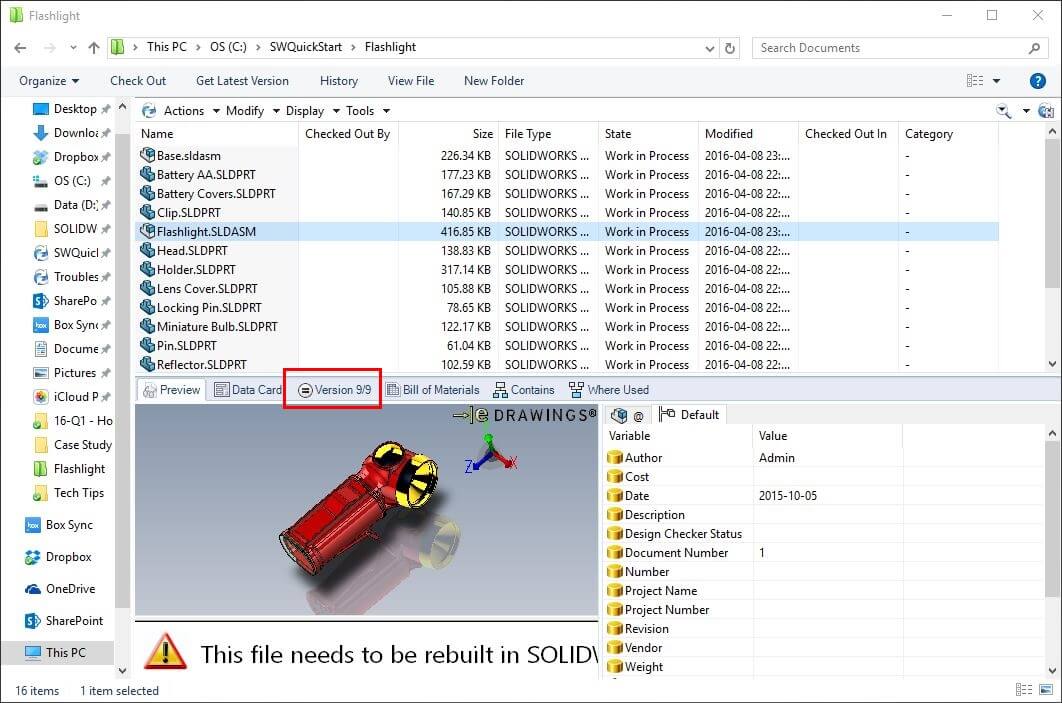 Flashlight
This PC > OS (C:) > SWQuickStart > Flashlight
Search Documents
Organize Check Out Get Latest Version History View File New Folder
Desktop
Downloa
Dropbox
OS (C:)
Data (D:)
SOLIDW
SWQuicl
Troubles
SharePo
Box Sync
Docume
Pictures
iCloud P
16-Q1 - Ho
Case Study
Flashlight
Tech Tips
Box Sync
Dropbox
OneDrive
SharePoint
This PC
Actions Modify Display Tools
Name Checked Out By Size File Type State Modified Checked Out In Category
Base.sldasm 226.34 KB SOLIDWORKS ... Work in Process 2016-04-08 23:... -
Battery AA.SLDPRT 177.23 KB SOLIDWORKS ... Work in Process 2016-04-08 22:... -
Battery Covers.SLDPRT 167.29 KB SOLIDWORKS ... Work in Process 2016-04-08 22:... -
Clip.SLDPRT 140.85 KB SOLIDWORKS ... Work in Process 2016-04-08 22:... -
Flashlight.SLDASM 416.85 KB SOLIDWORKS ... Work in Process 2016-04-08 23:... -
Head.SLDPRT 138.83 KB SOLIDWORKS ... Work in Process 2016-04-08 22:... -
Holder.SLDPRT 317.14 KB SOLIDWORKS ... Work in Process 2016-04-08 22:... -
Lens Cover.SLDPRT 105.88 KB SOLIDWORKS ... Work in Process 2016-04-08 22:... -
Locking Pin.SLDPRT 78.65 KB SOLIDWORKS ... Work in Process 2016-04-08 22:... -
Miniature Bulb.SLDPRT 122.17 KB SOLIDWORKS ... Work in Process 2016-04-08 22:... -
Pin.SLDPRT 61.04 KB SOLIDWORKS ... Work in Process 2016-04-08 22:... -
Reflector.SLDPRT 102.59 KB SOLIDWORKS ... Work in Process 2016-04-08 22:... -
Preview Data Card Version 9/9 Bill of Materials Contains Where Used
eDRAWINGS®
Z X
This file needs to be rebuilt in SOLIDW
@ Default
Variable Value
Author Admin
Cost
Date 2015-10-05
Description
Design Checker Status
Document Number 1
Number
Project Name
Project Number
Revision
Vendor
Weight
16 items 1 item selected